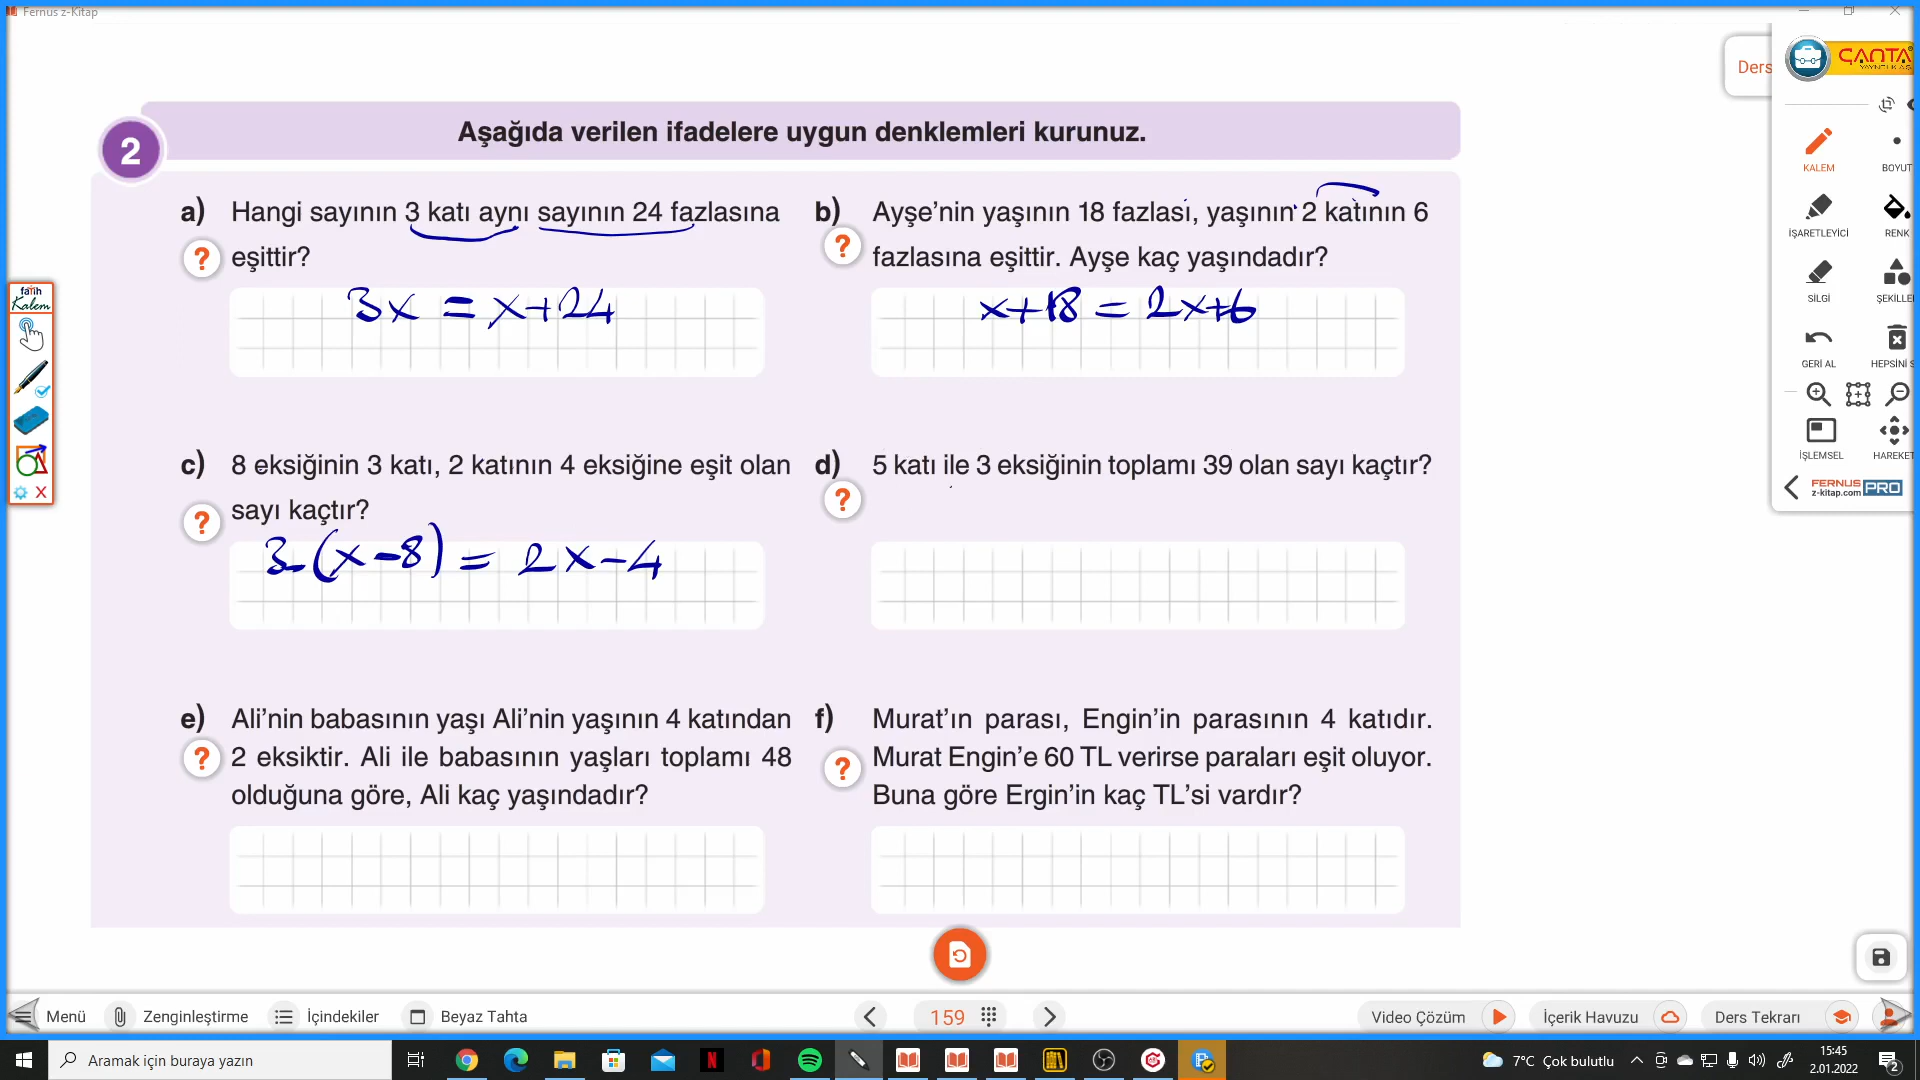 Fernus z-Kitap
Ders
ÇANTA
YAYINCILIK A.Ş.
2
Aşağıda verilen ifadelere uygun denklemleri kurunuz.
a) Hangi sayının 3 katı aynı sayının 24 fazlasına
? eşittir?
3x = x+24
b) Ayşe’nin yaşının 18 fazlası, yaşının 2 katının 6
? fazlasına eşittir. Ayşe kaç yaşındadır?
x+18 = 2x+6
c) 8 eksiğinin 3 katı, 2 katının 4 eksiğine eşit olan
? sayı kaçtır?
3.(x-8) = 2x-4
d) 5 katı ile 3 eksiğinin toplamı 39 olan sayı kaçtır?
?
e) Ali’nin babasının yaşı Ali’nin yaşının 4 katından
? 2 eksiktir. Ali ile babasının yaşları toplamı 48
olduğuna göre, Ali kaç yaşındadır?
f) Murat’ın parası, Engin’in parasının 4 katıdır.
? Murat Engin’e 60 TL verirse paraları eşit oluyor.
Buna göre Ergin’in kaç TL’si vardır?
fatih
Kalem
X
KALEM BOYUT
İŞARETLEYİCİ RENK
SİLGİ ŞEKİLLE
GERİ AL HEPSİNİ S
İŞLEMSEL HAREKET
FERNUS
z-kitap.com PRO
Menü Zenginleştirme İçindekiler Beyaz Tahta 159 Video Çözüm İçerik Havuzu Ders Tekrarı
Aramak için buraya yazın 7°C Çok bulutlu 15:45
2.01.2022 2